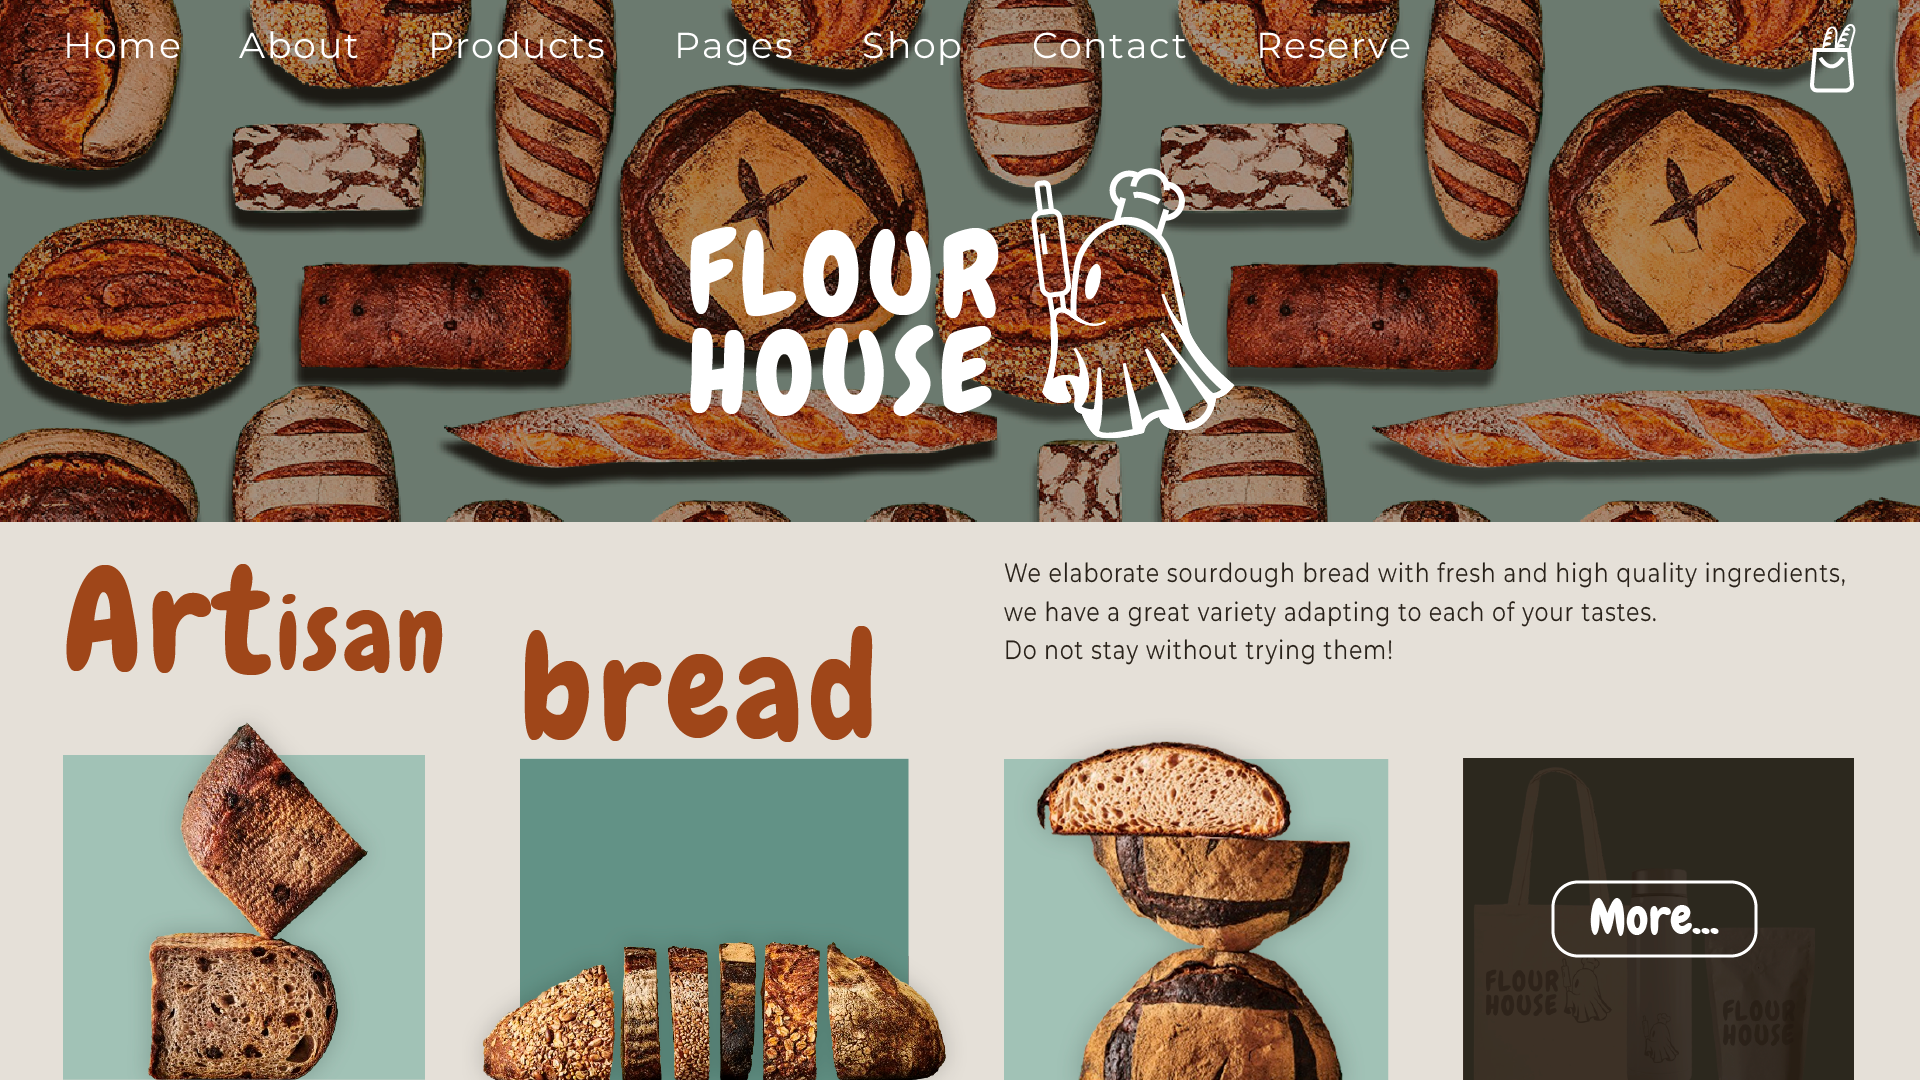 Home About Products Pages Shop Contact Reserve
FLOUR
HOUSE
Artisan
bread
We elaborate sourdough bread with fresh and high quality ingredients,
we have a great variety adapting to each of your tastes.
Do not stay without trying them!
More...
FLOUR
HOUSE
FLOUR
HOUSE